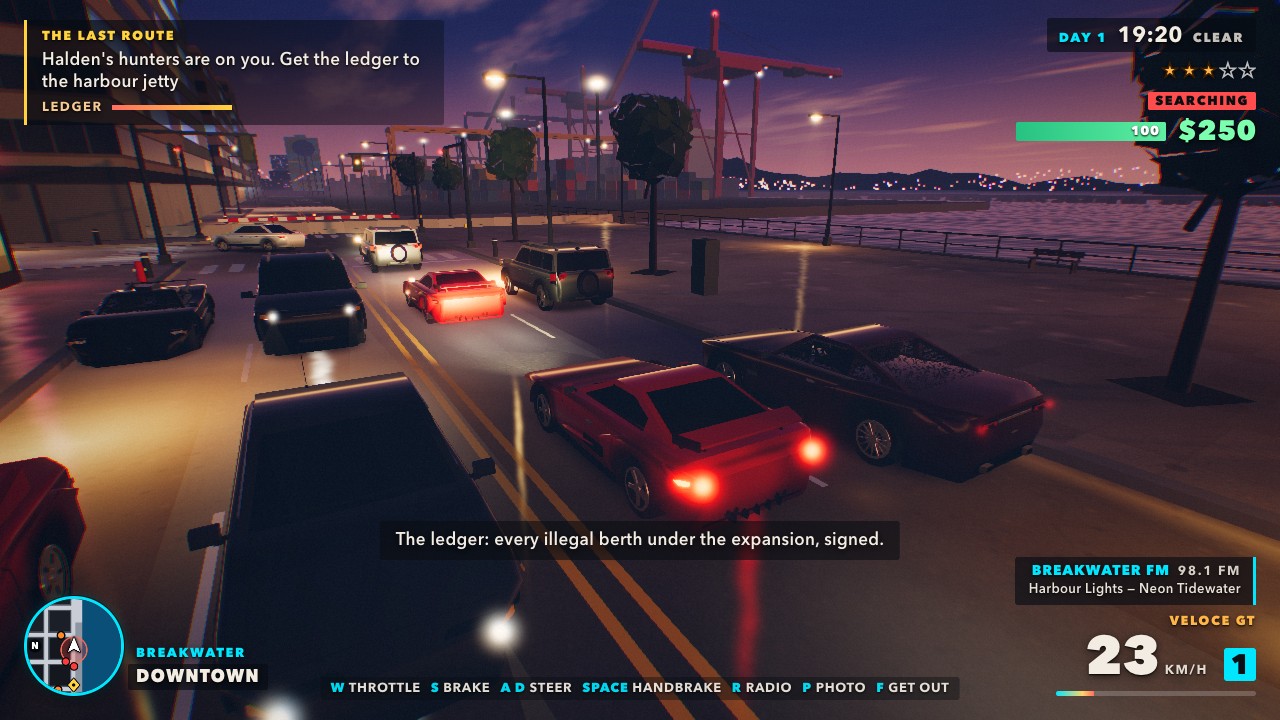 THE LAST ROUTE
Halden's hunters are on you. Get the ledger to
the harbour jetty
LEDGER
DAY 1 19:20 CLEAR
SEARCHING
100 $250
The ledger: every illegal berth under the expansion, signed.
BREAKWATER FM 98.1 FM
Harbour Lights – Neon Tidewater
VELOCE GT
23 KM/H 1
N
BREAKWATER
DOWNTOWN
W THROTTLE S BRAKE A D STEER SPACE HANDBRAKE R RADIO P PHOTO F GET OUT